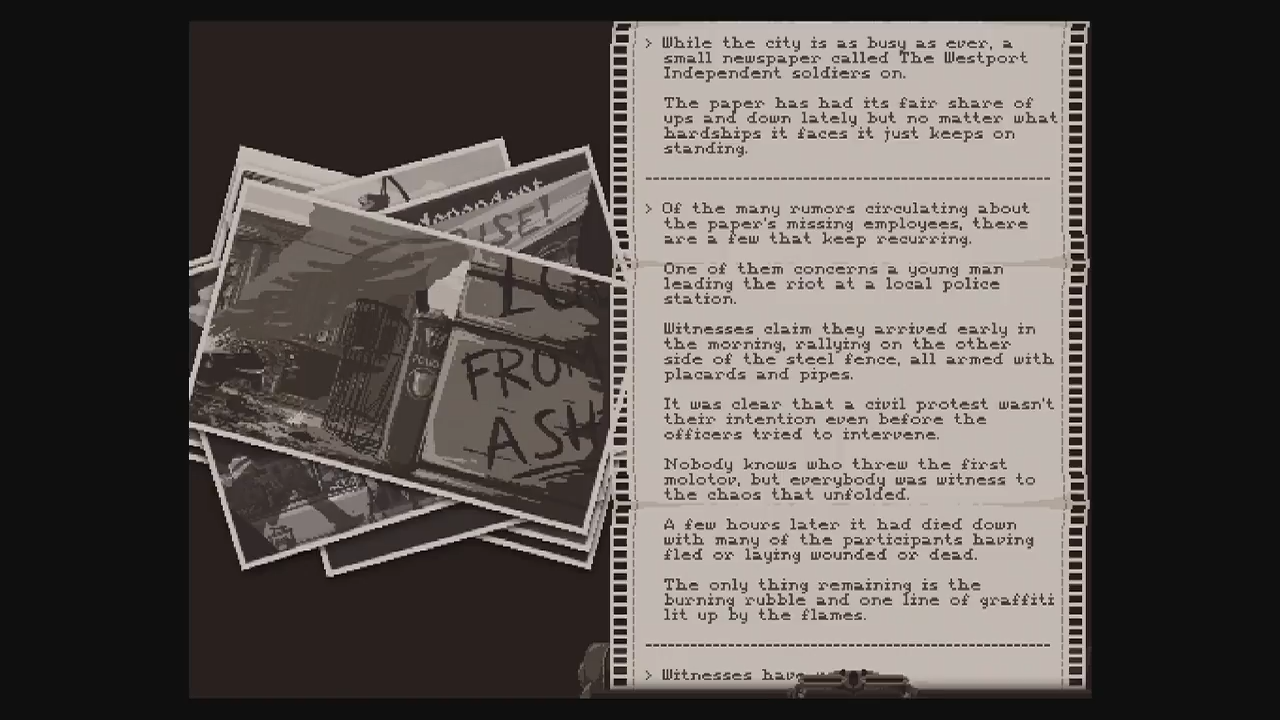 > While the city is as busy as ever, a
small newspaper called The Westport
Independent soldiers on.
The paper has had its fair share of
ups and down lately but no matter what
hardships it faces it just keeps on
standing.
> Of the many rumors circulating about
the paper's missing employees, there
are a few that keep recurring.
One of them concerns a young man
leading the riot at a local police
station.
Witnesses claim they arrived early in
the morning, rallying on the other
side of the steel fence, all armed with
placards and pipes.
It was clear that a civil protest wasn't
their intention even before the
officers tried to intervene.
Nobody knows who threw the first
molotov, but everybody was witness to
the chaos that unfolded.
A few hours later it had died down
with many of the participants having
fled or laying wounded or dead.
The only thing remaining is the
burning rubble and one line of graffiti
lit up by the flames.
> Witnesses have